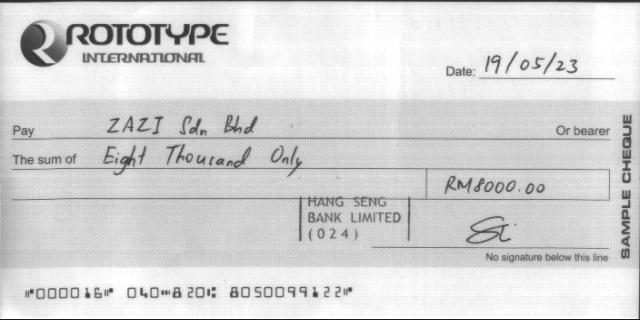 ROTOTYPE
INTERNATIONAL
Date: 19/05/23
Pay ZAZI Sdn Bhd Or bearer
The sum of Eight Thousand Only
RM8000.00
HANG SENG
BANK LIMITED
(024)
No signature below this line
SAMPLE CHEQUE
⑈000016⑈ 040⑉820⑆ 8050099122⑈